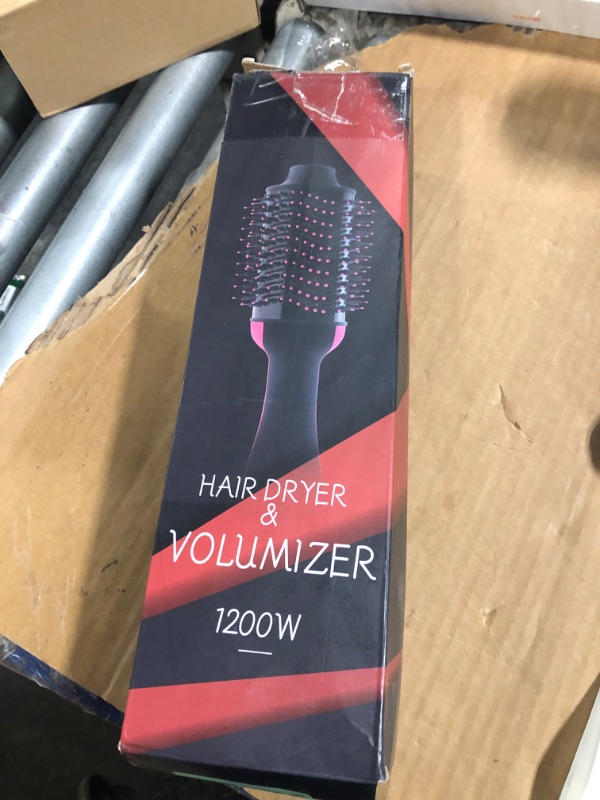 HAIR DRYER
&
VOLUMIZER
1200W